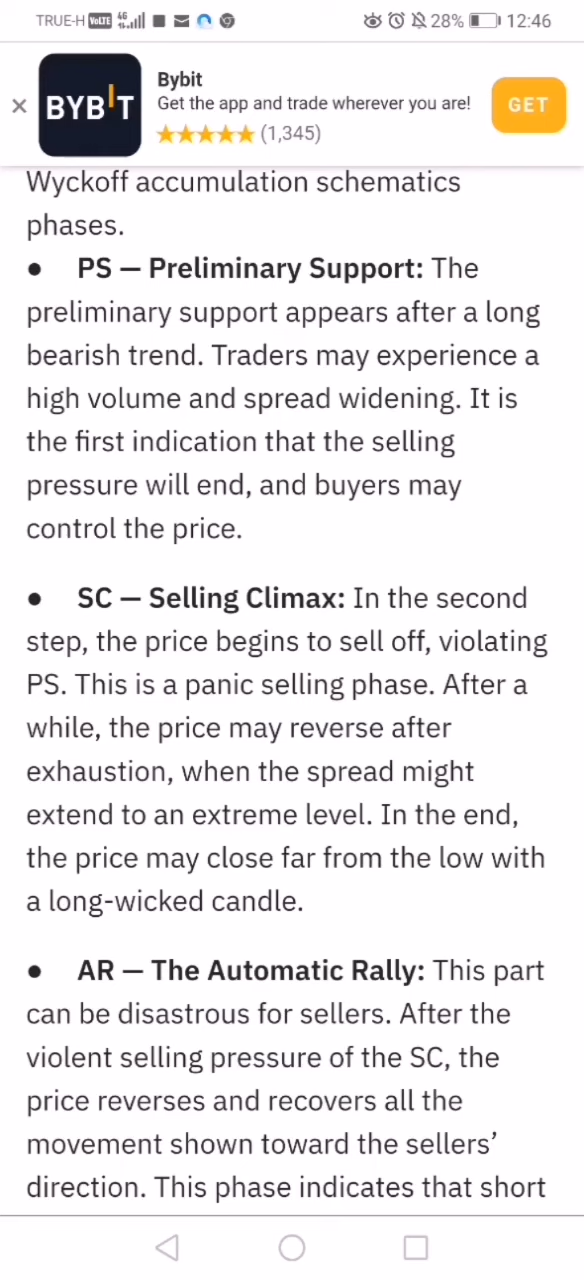 TRUE-H VoLTE 4G 28% 12:46
BYBIT
Bybit
Get the app and trade wherever you are!
(1,345)
GET
Wyckoff accumulation schematics
phases.
● PS — Preliminary Support: The
preliminary support appears after a long
bearish trend. Traders may experience a
high volume and spread widening. It is
the first indication that the selling
pressure will end, and buyers may
control the price.
● SC — Selling Climax: In the second
step, the price begins to sell off, violating
PS. This is a panic selling phase. After a
while, the price may reverse after
exhaustion, when the spread might
extend to an extreme level. In the end,
the price may close far from the low with
a long-wicked candle.
● AR — The Automatic Rally: This part
can be disastrous for sellers. After the
violent selling pressure of the SC, the
price reverses and recovers all the
movement shown toward the sellers’
direction. This phase indicates that short